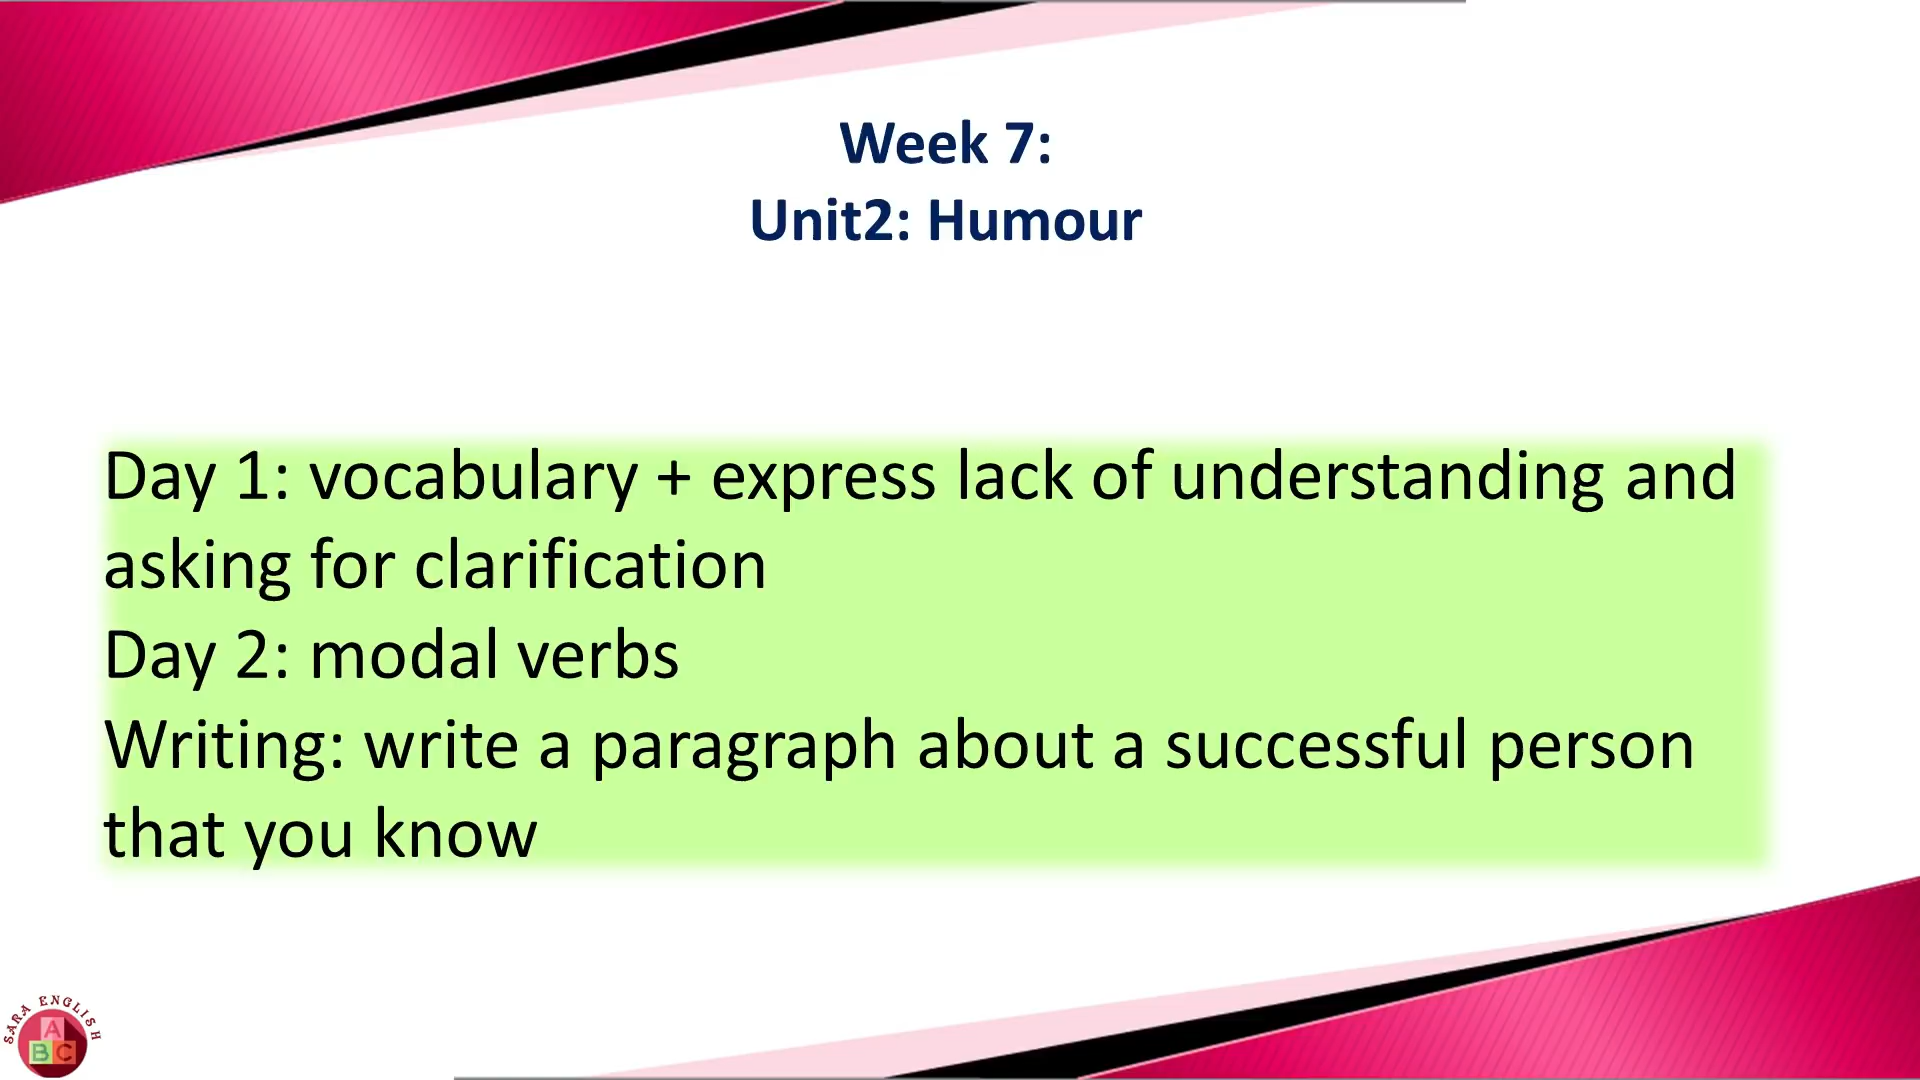 Week 7:
Unit2: Humour
Day 1: vocabulary + express lack of understanding and
asking for clarification
Day 2: modal verbs
Writing: write a paragraph about a successful person
that you know
SARA ENGLISH
A
BC